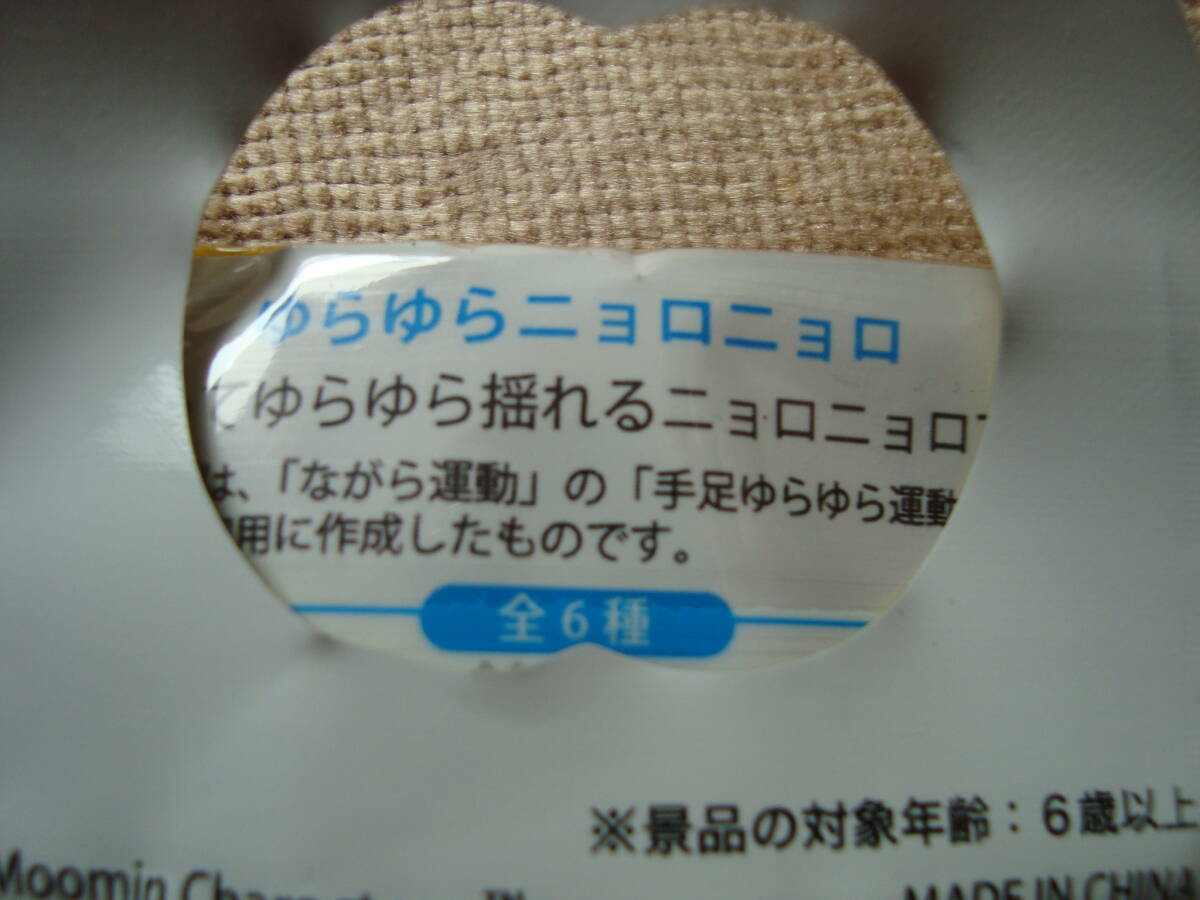 ゆらゆらニョロニョロ
てゆらゆら揺れるニョロニョロ
は、「ながら運動」の「手足ゆらゆら運動
用に作成したものです。
全6種
※景品の対象年齢：6歳以上
Moomin Characters™
MADE IN CHINA